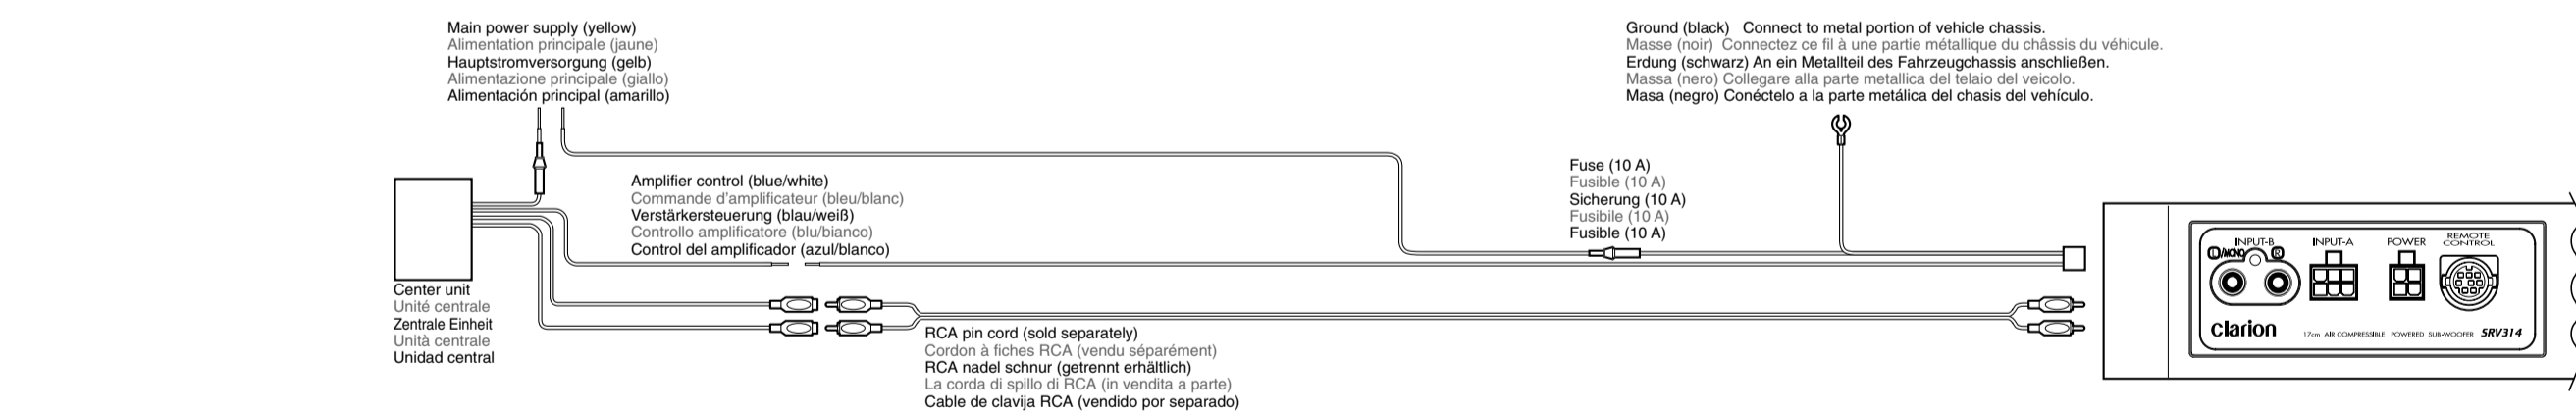 Main power supply (yellow)
Alimentation principale (jaune)
Hauptstromversorgung (gelb)
Alimentazione principale (giallo)
Alimentación principal (amarillo)
Ground (black)   Connect to metal portion of vehicle chassis.
Masse (noir)  Connectez ce fil à une partie métallique du châssis du véhicule.
Erdung (schwarz) An ein Metallteil des Fahrzeugchassis anschließen.
Massa (nero) Collegare alla parte metallica del telaio del veicolo.
Masa (negro) Conéctelo a la parte metálica del chasis del vehículo.
Amplifier control (blue/white)
Commande d'amplificateur (bleu/blanc)
Verstärkersteuerung (blau/weiß)
Controllo amplificatore (blu/bianco)
Control del amplificador (azul/blanco)
Fuse (10 A)
Fusible (10 A)
Sicherung (10 A)
Fusibile (10 A)
Fusible (10 A)
Center unit
Unité centrale
Zentrale Einheit
Unità centrale
Unidad central
RCA pin cord (sold separately)
Cordon à fiches RCA (vendu séparément)
RCA nadel schnur (getrennt erhältlich)
La corda di spillo di RCA (in vendita a parte)
Cable de clavija RCA (vendido por separado)
INPUT-B
L/MONO
R
INPUT-A
POWER
REMOTE
CONTROL
clarion
17cm AIR COMPRESSIBLE POWERED SUB-WOOFER SRV314